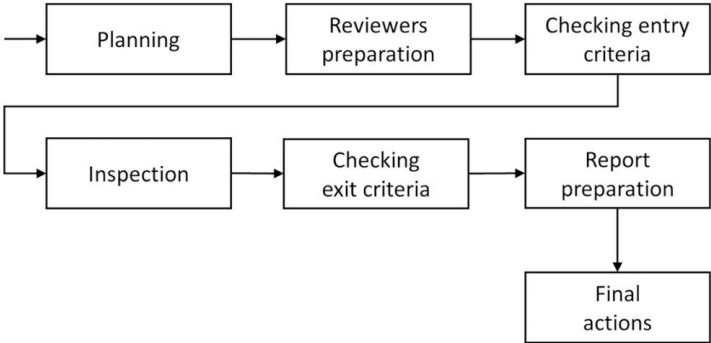 Planning
Reviewers
preparation
Checking entry
criteria
Inspection
Checking
exit criteria
Report
preparation
Final
actions